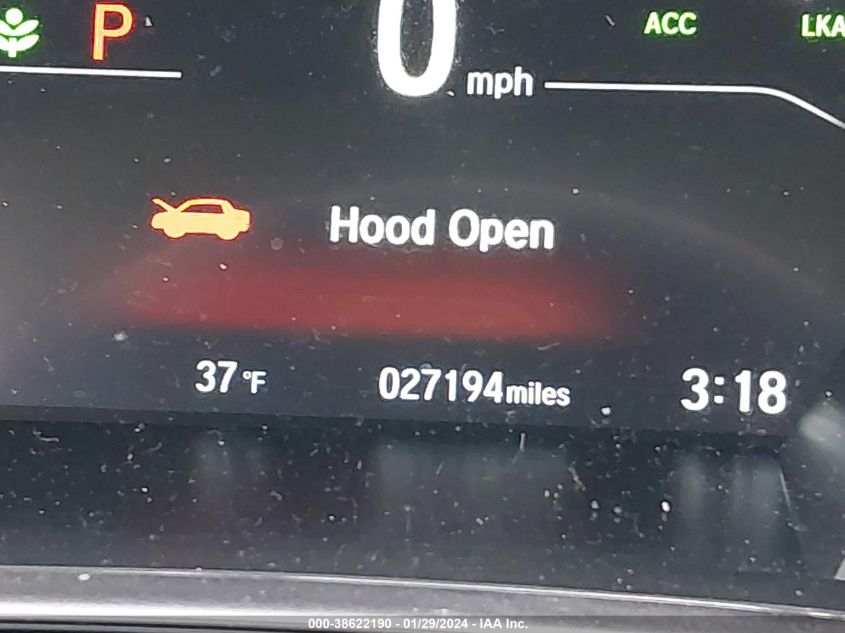 P
0 mph
ACC
LKA
Hood Open
37 °F
027194 miles
3:18
000-38622190 - 01/29/2024 - IAA Inc.